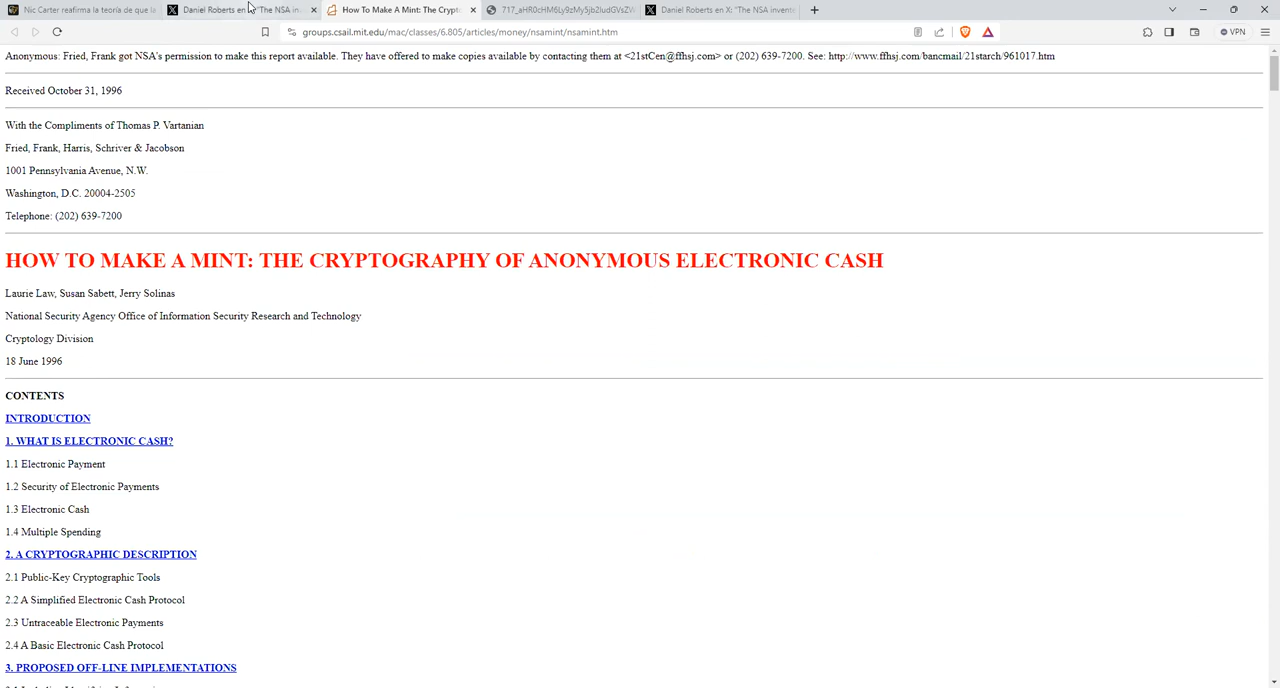 Nic Carter reafirma la teoría de que la
Daniel Roberts en "The NSA in
How To Make A Mint: The Crypt
717_aHR0cHM6Ly9zMy5jb2ludGVsZW
Daniel Roberts en X: "The NSA invente
groups.csail.mit.edu/mac/classes/6.805/articles/money/nsamint/nsamint.htm
VPN
Anonymous: Fried, Frank got NSA's permission to make this report available. They have offered to make copies available by contacting them at <21stCen@ffhsj.com> or (202) 639-7200. See: http://www.ffhsj.com/bancmail/21starch/961017.htm
Received October 31, 1996
With the Compliments of Thomas P. Vartanian
Fried, Frank, Harris, Schriver & Jacobson
1001 Pennsylvania Avenue, N.W.
Washington, D.C. 20004-2505
Telephone: (202) 639-7200
HOW TO MAKE A MINT: THE CRYPTOGRAPHY OF ANONYMOUS ELECTRONIC CASH
Laurie Law, Susan Sabett, Jerry Solinas
National Security Agency Office of Information Security Research and Technology
Cryptology Division
18 June 1996
CONTENTS
INTRODUCTION
1. WHAT IS ELECTRONIC CASH?
1.1 Electronic Payment
1.2 Security of Electronic Payments
1.3 Electronic Cash
1.4 Multiple Spending
2. A CRYPTOGRAPHIC DESCRIPTION
2.1 Public-Key Cryptographic Tools
2.2 A Simplified Electronic Cash Protocol
2.3 Untraceable Electronic Payments
2.4 A Basic Electronic Cash Protocol
3. PROPOSED OFF-LINE IMPLEMENTATIONS